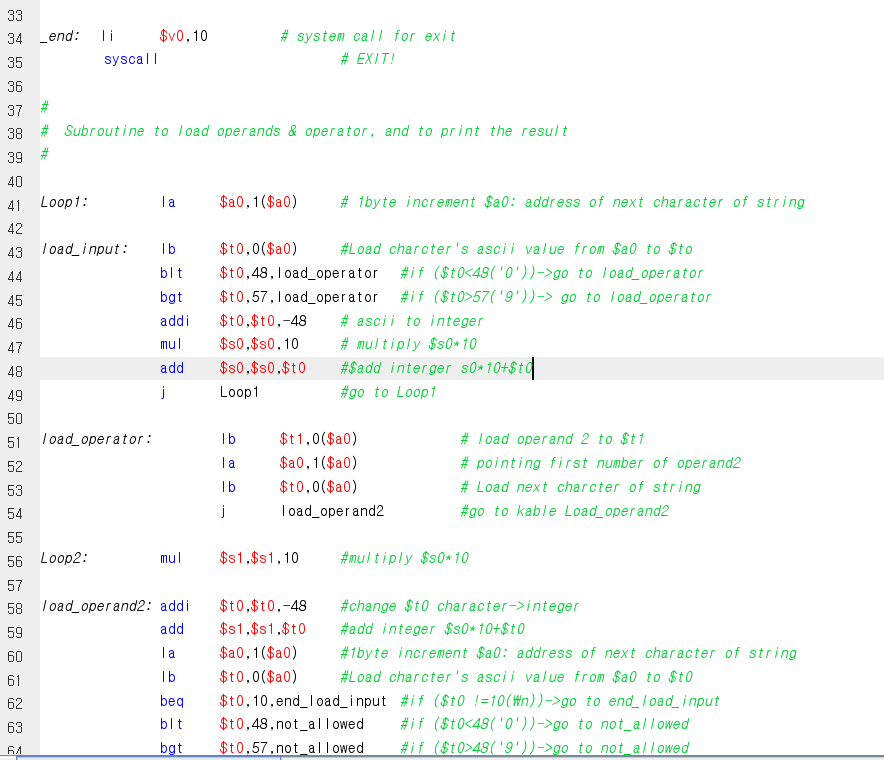 33
34 _end: li $v0,10 # system call for exit
35 syscall # EXIT!
36
37 #
38 # Subroutine to load operands & operator, and to print the result
39 #
40
41 Loop1: la $a0,1($a0) # 1byte increment $a0: address of next character of string
42
43 load_input: lb $t0,0($a0) #Load charcter's ascii value from $a0 to $to
44 blt $t0,48,load_operator #if ($t0<48('0'))->go to load_operator
45 bgt $t0,57,load_operator #if ($t0>57('9'))-> go to load_operator
46 addi $t0,$t0,-48 # ascii to integer
47 mul $s0,$s0,10 # multiply $s0*10
48 add $s0,$s0,$t0 #$add interger s0*10+$t0
49 j Loop1 #go to Loop1
50
51 load_operator: lb $t1,0($a0) # load operand 2 to $t1
52 la $a0,1($a0) # pointing first number of operand2
53 lb $t0,0($a0) # Load next charcter of string
54 j load_operand2 #go to kable Load_operand2
55
56 Loop2: mul $s1,$s1,10 #multiply $s0*10
57
58 load_operand2: addi $t0,$t0,-48 #change $t0 character->integer
59 add $s1,$s1,$t0 #add integer $s0*10+$t0
60 la $a0,1($a0) #1byte increment $a0: address of next character of string
61 lb $t0,0($a0) #Load charcter's ascii value from $a0 to $t0
62 beq $t0,10,end_load_input #if ($t0 !=10(₩n))->go to end_load_input
63 blt $t0,48,not_allowed #if ($t0<48('0'))->go to not_allowed
64 bgt $t0,57,not_allowed #if ($t0>48('9'))->go to not_allowed